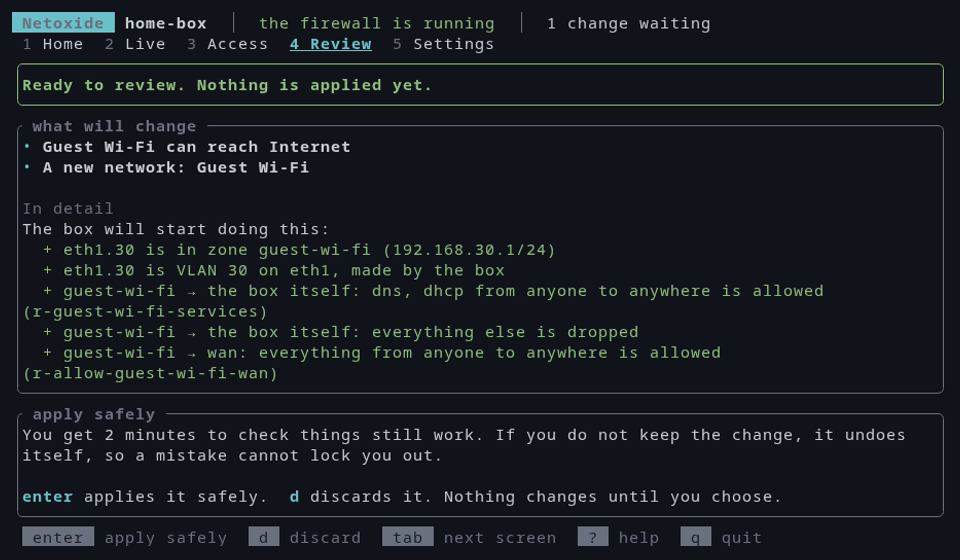 Netoxide home-box │ the firewall is running │ 1 change waiting
1 Home 2 Live 3 Access 4 Review 5 Settings
Ready to review. Nothing is applied yet.
what will change
• Guest Wi-Fi can reach Internet
• A new network: Guest Wi-Fi
In detail
The box will start doing this:
+ eth1.30 is in zone guest-wi-fi (192.168.30.1/24)
+ eth1.30 is VLAN 30 on eth1, made by the box
+ guest-wi-fi → the box itself: dns, dhcp from anyone to anywhere is allowed
(r-guest-wi-fi-services)
+ guest-wi-fi → the box itself: everything else is dropped
+ guest-wi-fi → wan: everything from anyone to anywhere is allowed
(r-allow-guest-wi-fi-wan)
apply safely
You get 2 minutes to check things still work. If you do not keep the change, it undoes
itself, so a mistake cannot lock you out.
enter applies it safely. d discards it. Nothing changes until you choose.
enter apply safely d discard tab next screen ? help q quit